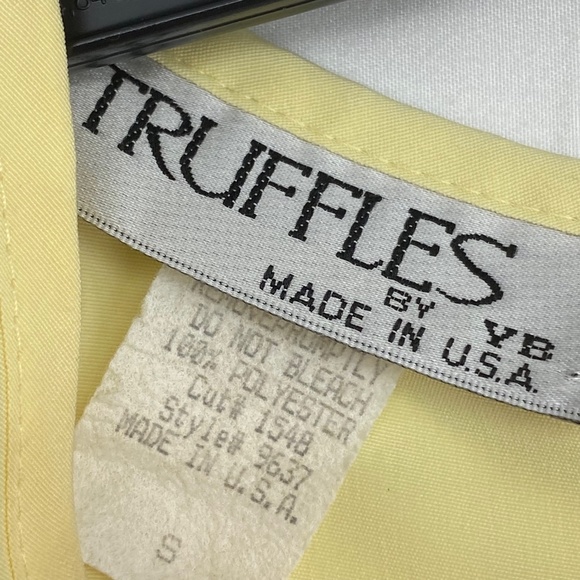 TRUFFLES
BY YB
MADE IN U.S.A.
DO NOT BLEACH
100% POLYESTER
Cut# 1548
Style# 9637
MADE IN U.S.A.
S